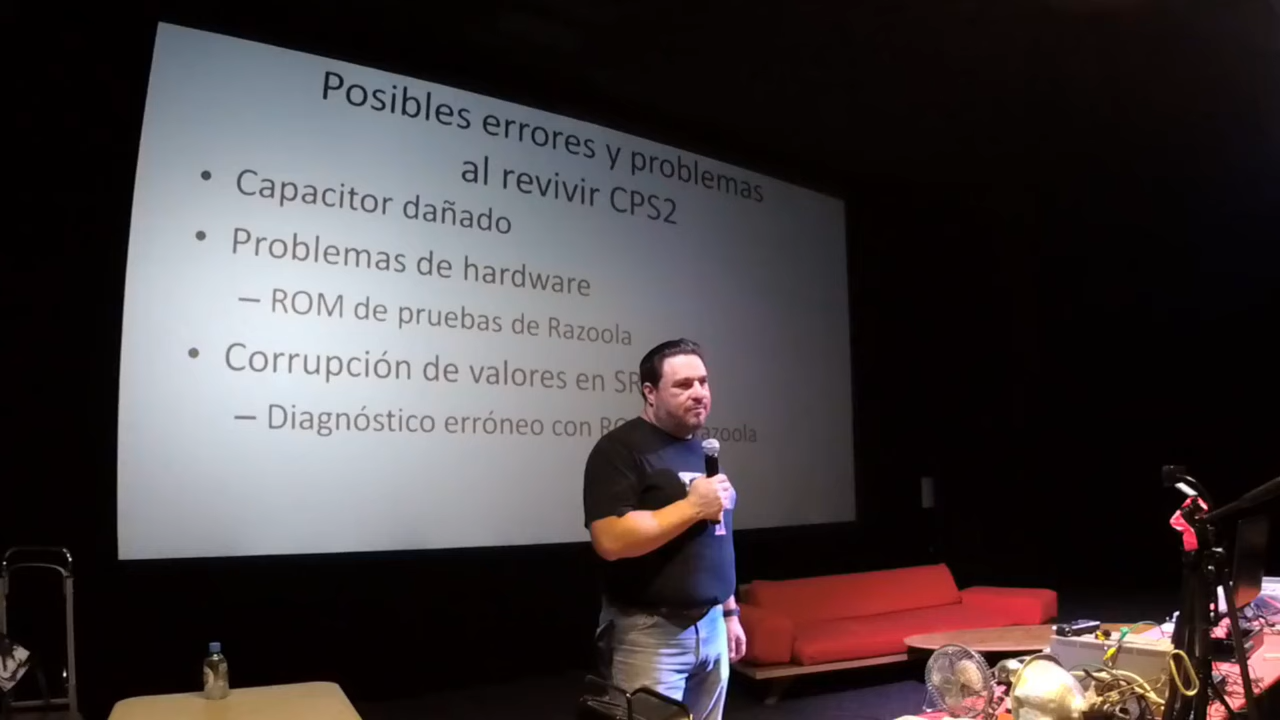 Posibles errores y problemas
al revivir CPS2
• Capacitor dañado
• Problemas de hardware
– ROM de pruebas de Razoola
• Corrupción de valores en
– Diagnóstico erróneo con